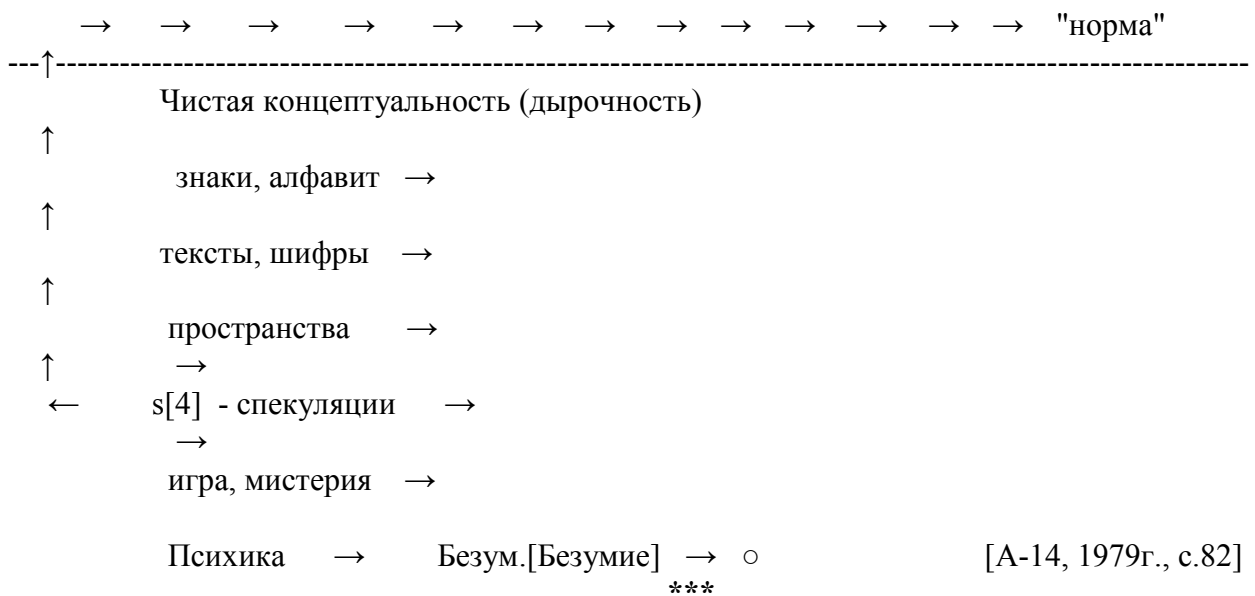 → → → → → → → → → → → → → "норма"
---↑---------------------------------------------------------------------------------------------------------------
Чистая концептуальность (дырочность)
↑
знаки, алфавит →
↑
тексты, шифры →
↑
пространства →
↑ →
← s[4] - спекуляции →
→
игра, мистерия →
Психика → Безум.[Безумие] → ○ [А-14, 1979г., с.82]
***